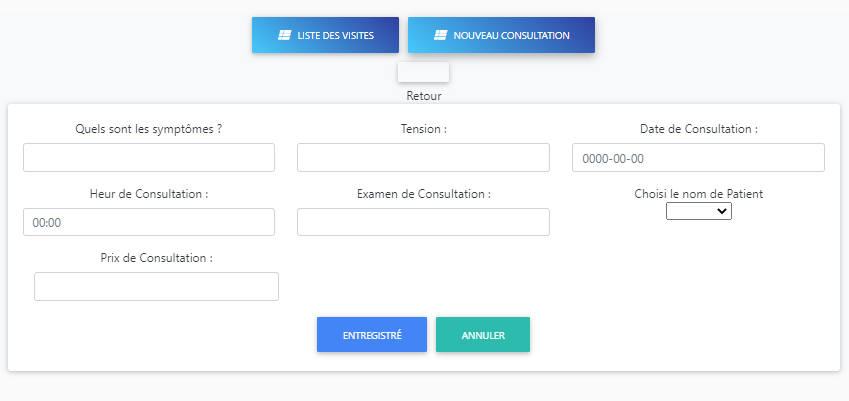 LISTE DES VISITES
NOUVEAU CONSULTATION
Retour
Quels sont les symptômes ?
Tension :
Date de Consultation :
0000-00-00
Heur de Consultation :
Examen de Consultation :
Choisi le nom de Patient
00:00
Prix de Consultation :
ENTREGISTRÉ
ANNULER